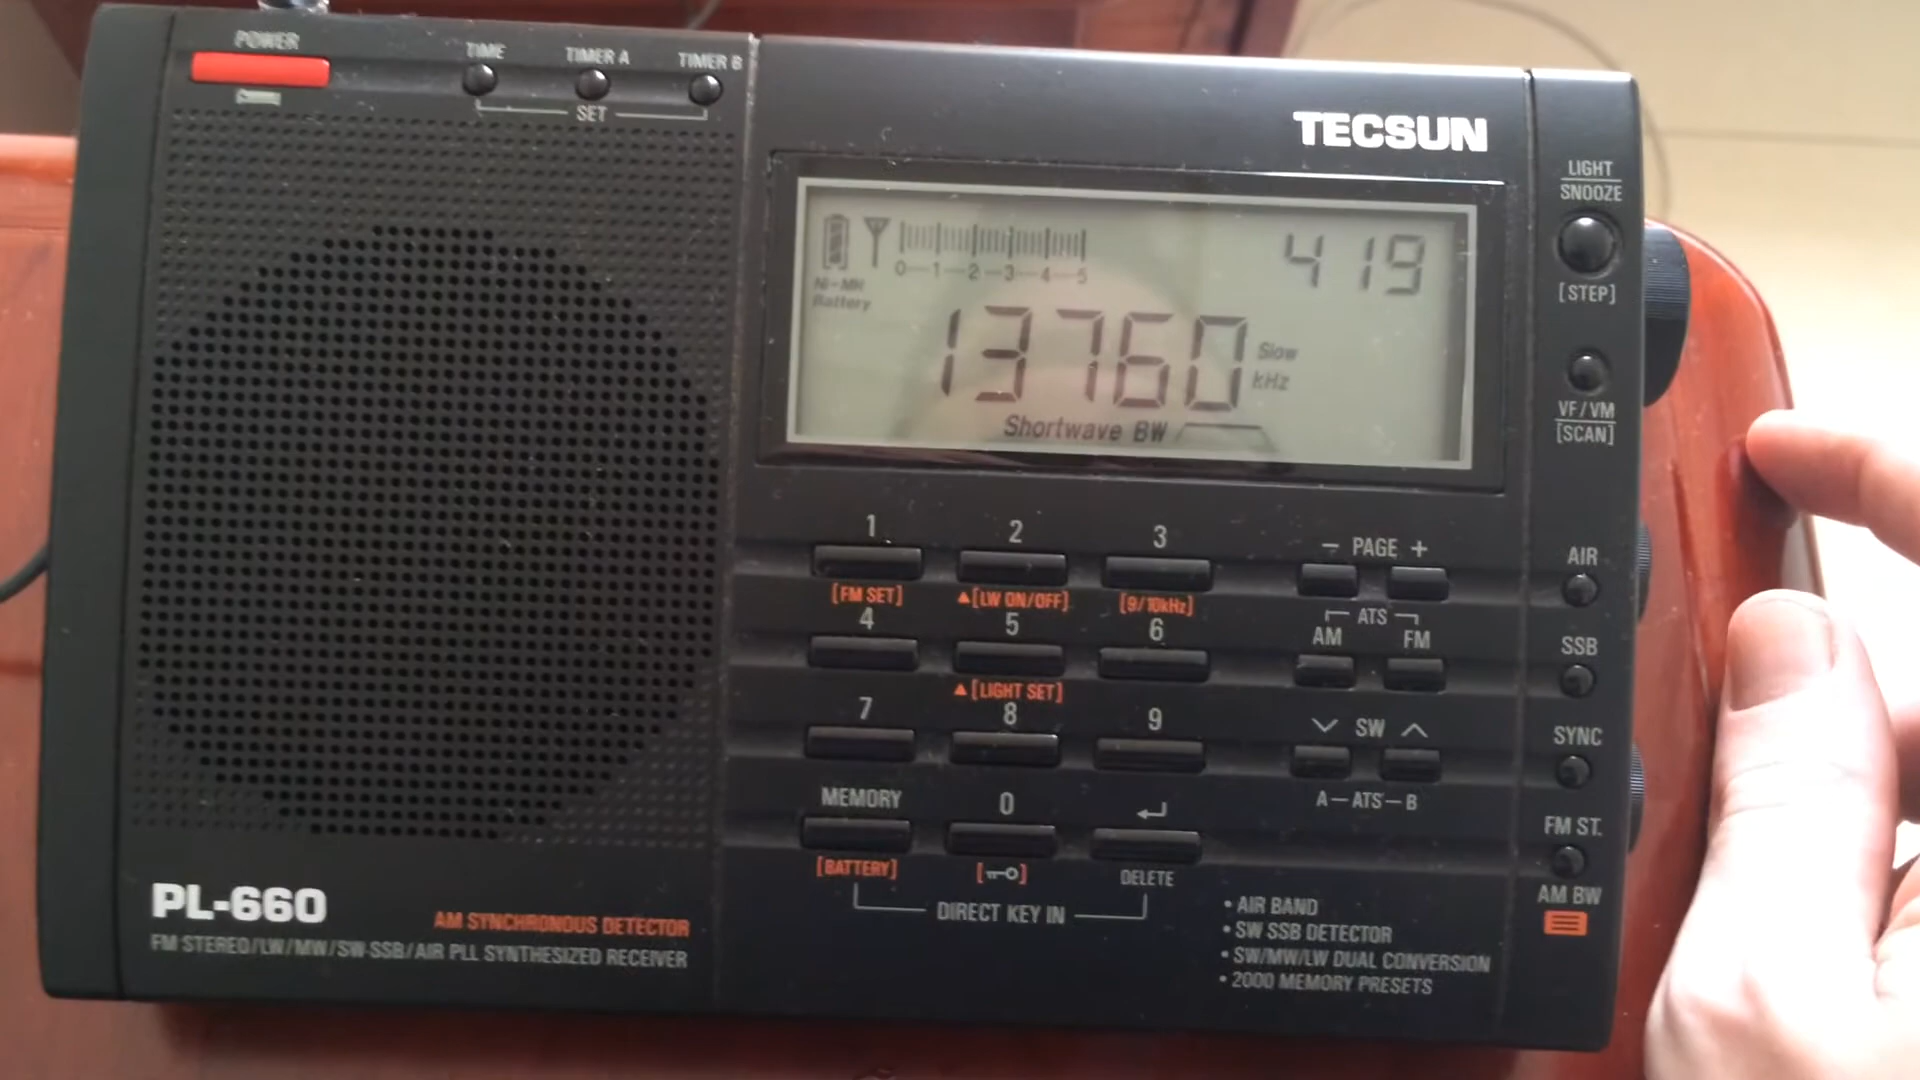 POWER
TIME
TIMER A
TIMER B
SET
TECSUN
LIGHT
SNOOZE
[STEP]
Ni-MH
Battery
0-1-2-3-4-5
419
13760
Slow
kHz
Shortwave BW
VF/VM
[SCAN]
1 2 3
[FM SET] ▲[LW ON/OFF] [9/10kHz]
− PAGE +
ATS
AM FM
4 5 6
▲[LIGHT SET]
7 8 9
SW
A—ATS—B
MEMORY 0 ↵
[BATTERY] DELETE
DIRECT KEY IN
AIR
SSB
SYNC
FM ST.
AM BW
PL-660
AM SYNCHRONOUS DETECTOR
FM STEREO/LW/MW/SW-SSB/AIR PLL SYNTHESIZED RECEIVER
• AIR BAND
• SW SSB DETECTOR
• SW/MW/LW DUAL CONVERSION
• 2000 MEMORY PRESETS